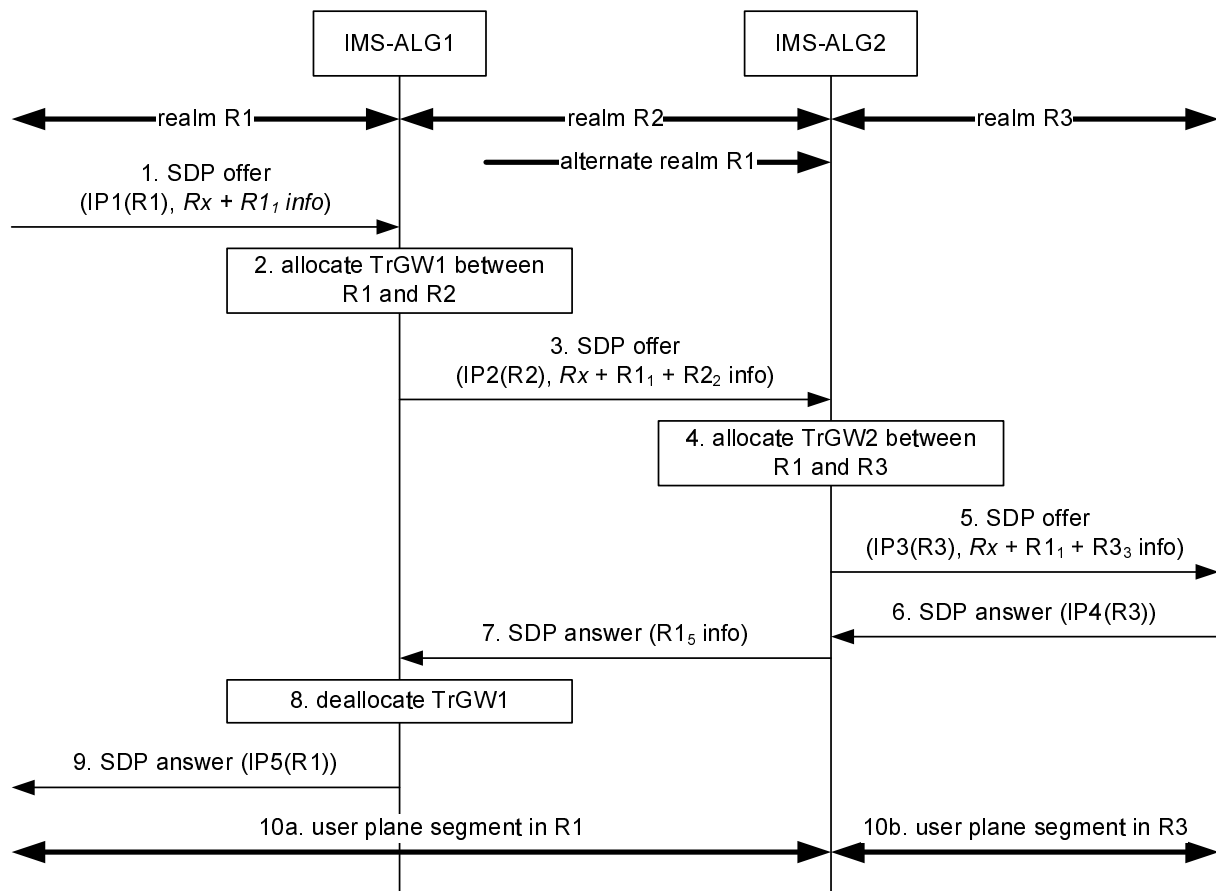 IMS-ALG1
IMS-ALG2
realm R1
realm R2
realm R3
alternate realm R1
1. SDP offer
(IP1(R1), Rx + R1₁ info)
2. allocate TrGW1 between
R1 and R2
3. SDP offer
(IP2(R2), Rx + R1₁ + R2₂ info)
4. allocate TrGW2 between
R1 and R3
5. SDP offer
(IP3(R3), Rx + R1₁ + R3₃ info)
6. SDP answer (IP4(R3))
7. SDP answer (R1₅ info)
8. deallocate TrGW1
9. SDP answer (IP5(R1))
10a. user plane segment in R1
10b. user plane segment in R3